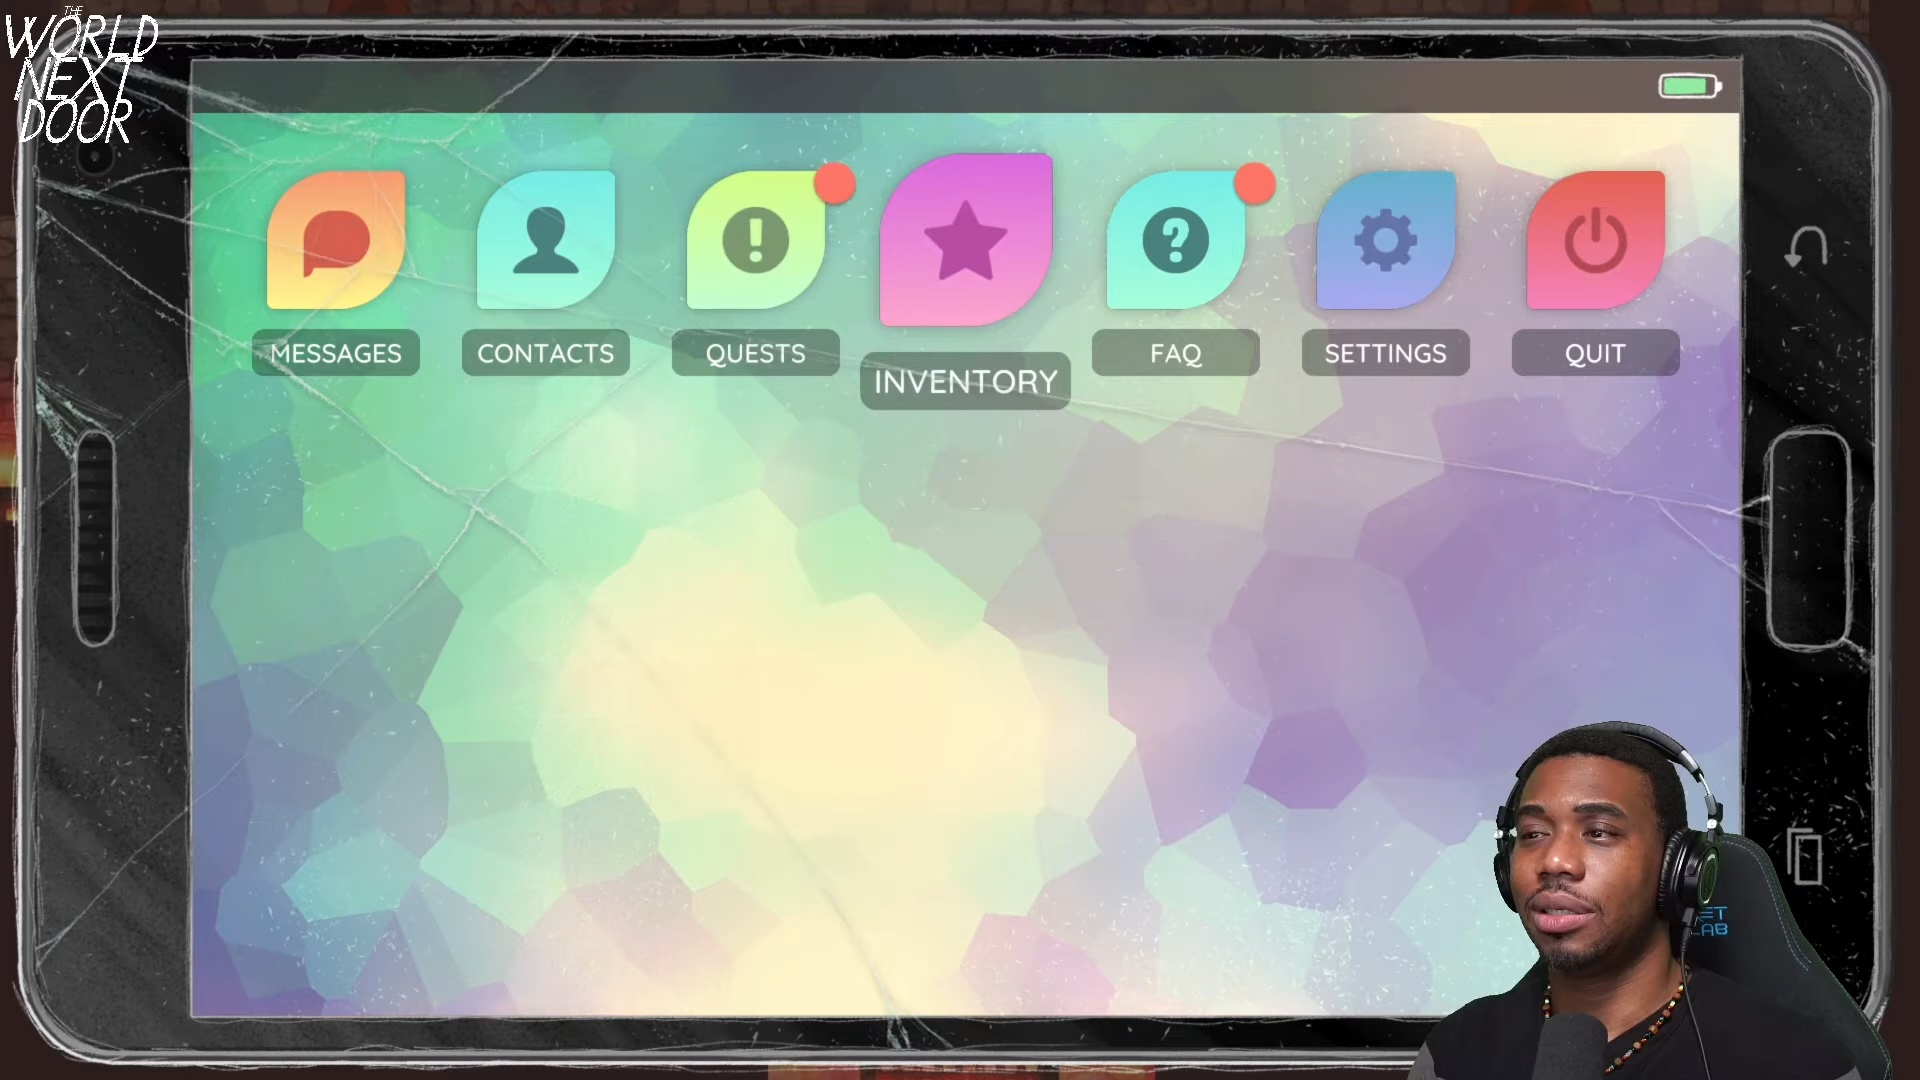 THE
WORLD
NEXT
DOOR
MESSAGES
CONTACTS
QUESTS
INVENTORY
FAQ
SETTINGS
QUIT